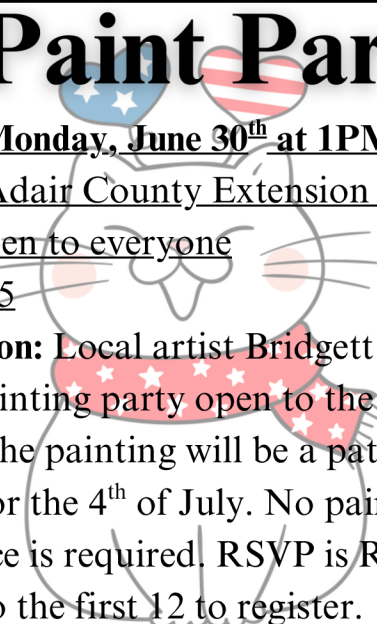 Paint Par
Monday, June 30th at 1PM
Adair County Extension
en to everyone
5
on: Local artist Bridgett
inting party open to the
he painting will be a pat
or the 4th of July. No pain
ce is required. RSVP is R
o the first 12 to register.